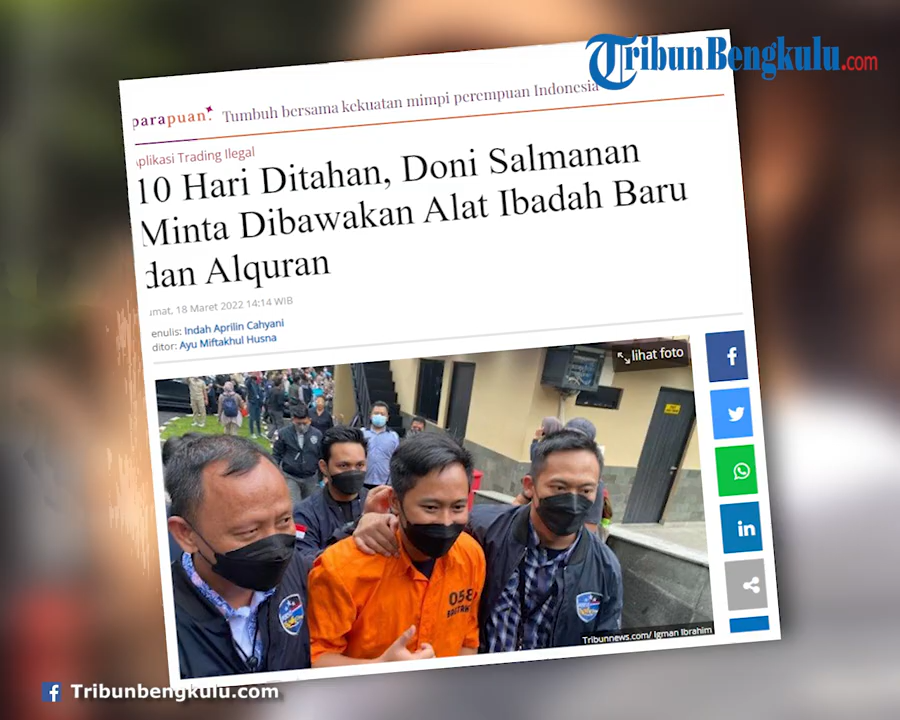 TribunBengkulu.com
parapuan. Tumbuh bersama kekuatan mimpi perempuan Indonesia
Aplikasi Trading Ilegal
10 Hari Ditahan, Doni Salmanan
Minta Dibawakan Alat Ibadah Baru
dan Alquran
umat, 18 Maret 2022 14:14 WIB
enulis: Indah Aprilin Cahyani
ditor: Ayu Miftakhul Husna
lihat foto
058
Tribunnews.com/ Igman Ibrahim
Tribunbengkulu.com